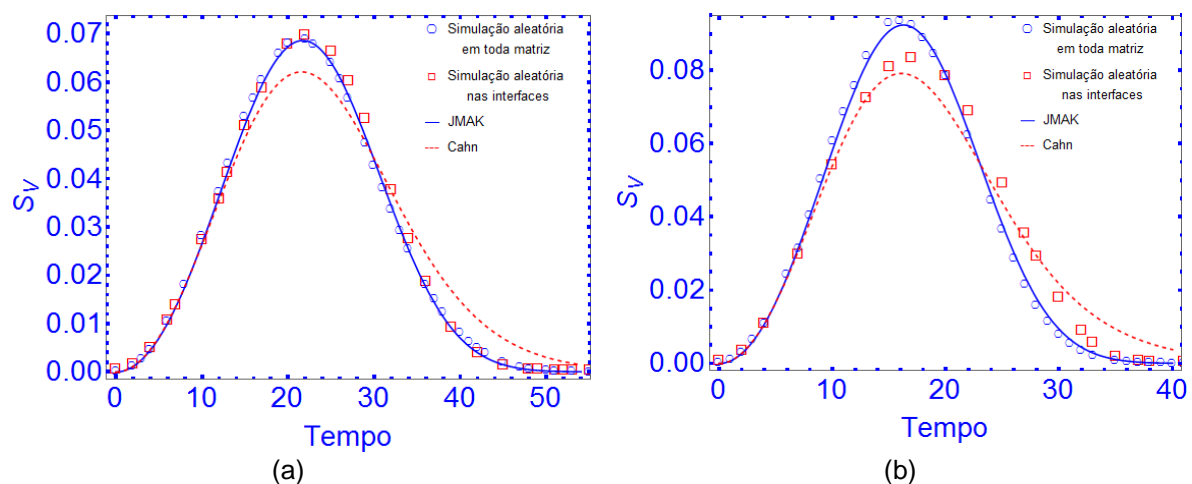 0.07
0.06
0.05
0.04
0.03
0.02
0.01
0.00
Sv
0 10 20 30 40 50
Tempo
Simulação aleatória
em toda matriz
Simulação aleatória
nas interfaces
JMAK
Cahn
(a)
0.08
0.06
0.04
0.02
0.00
Sv
0 10 20 30 40
Tempo
Simulação aleatória
em toda matriz
Simulação aleatória
nas interfaces
JMAK
Cahn
(b)